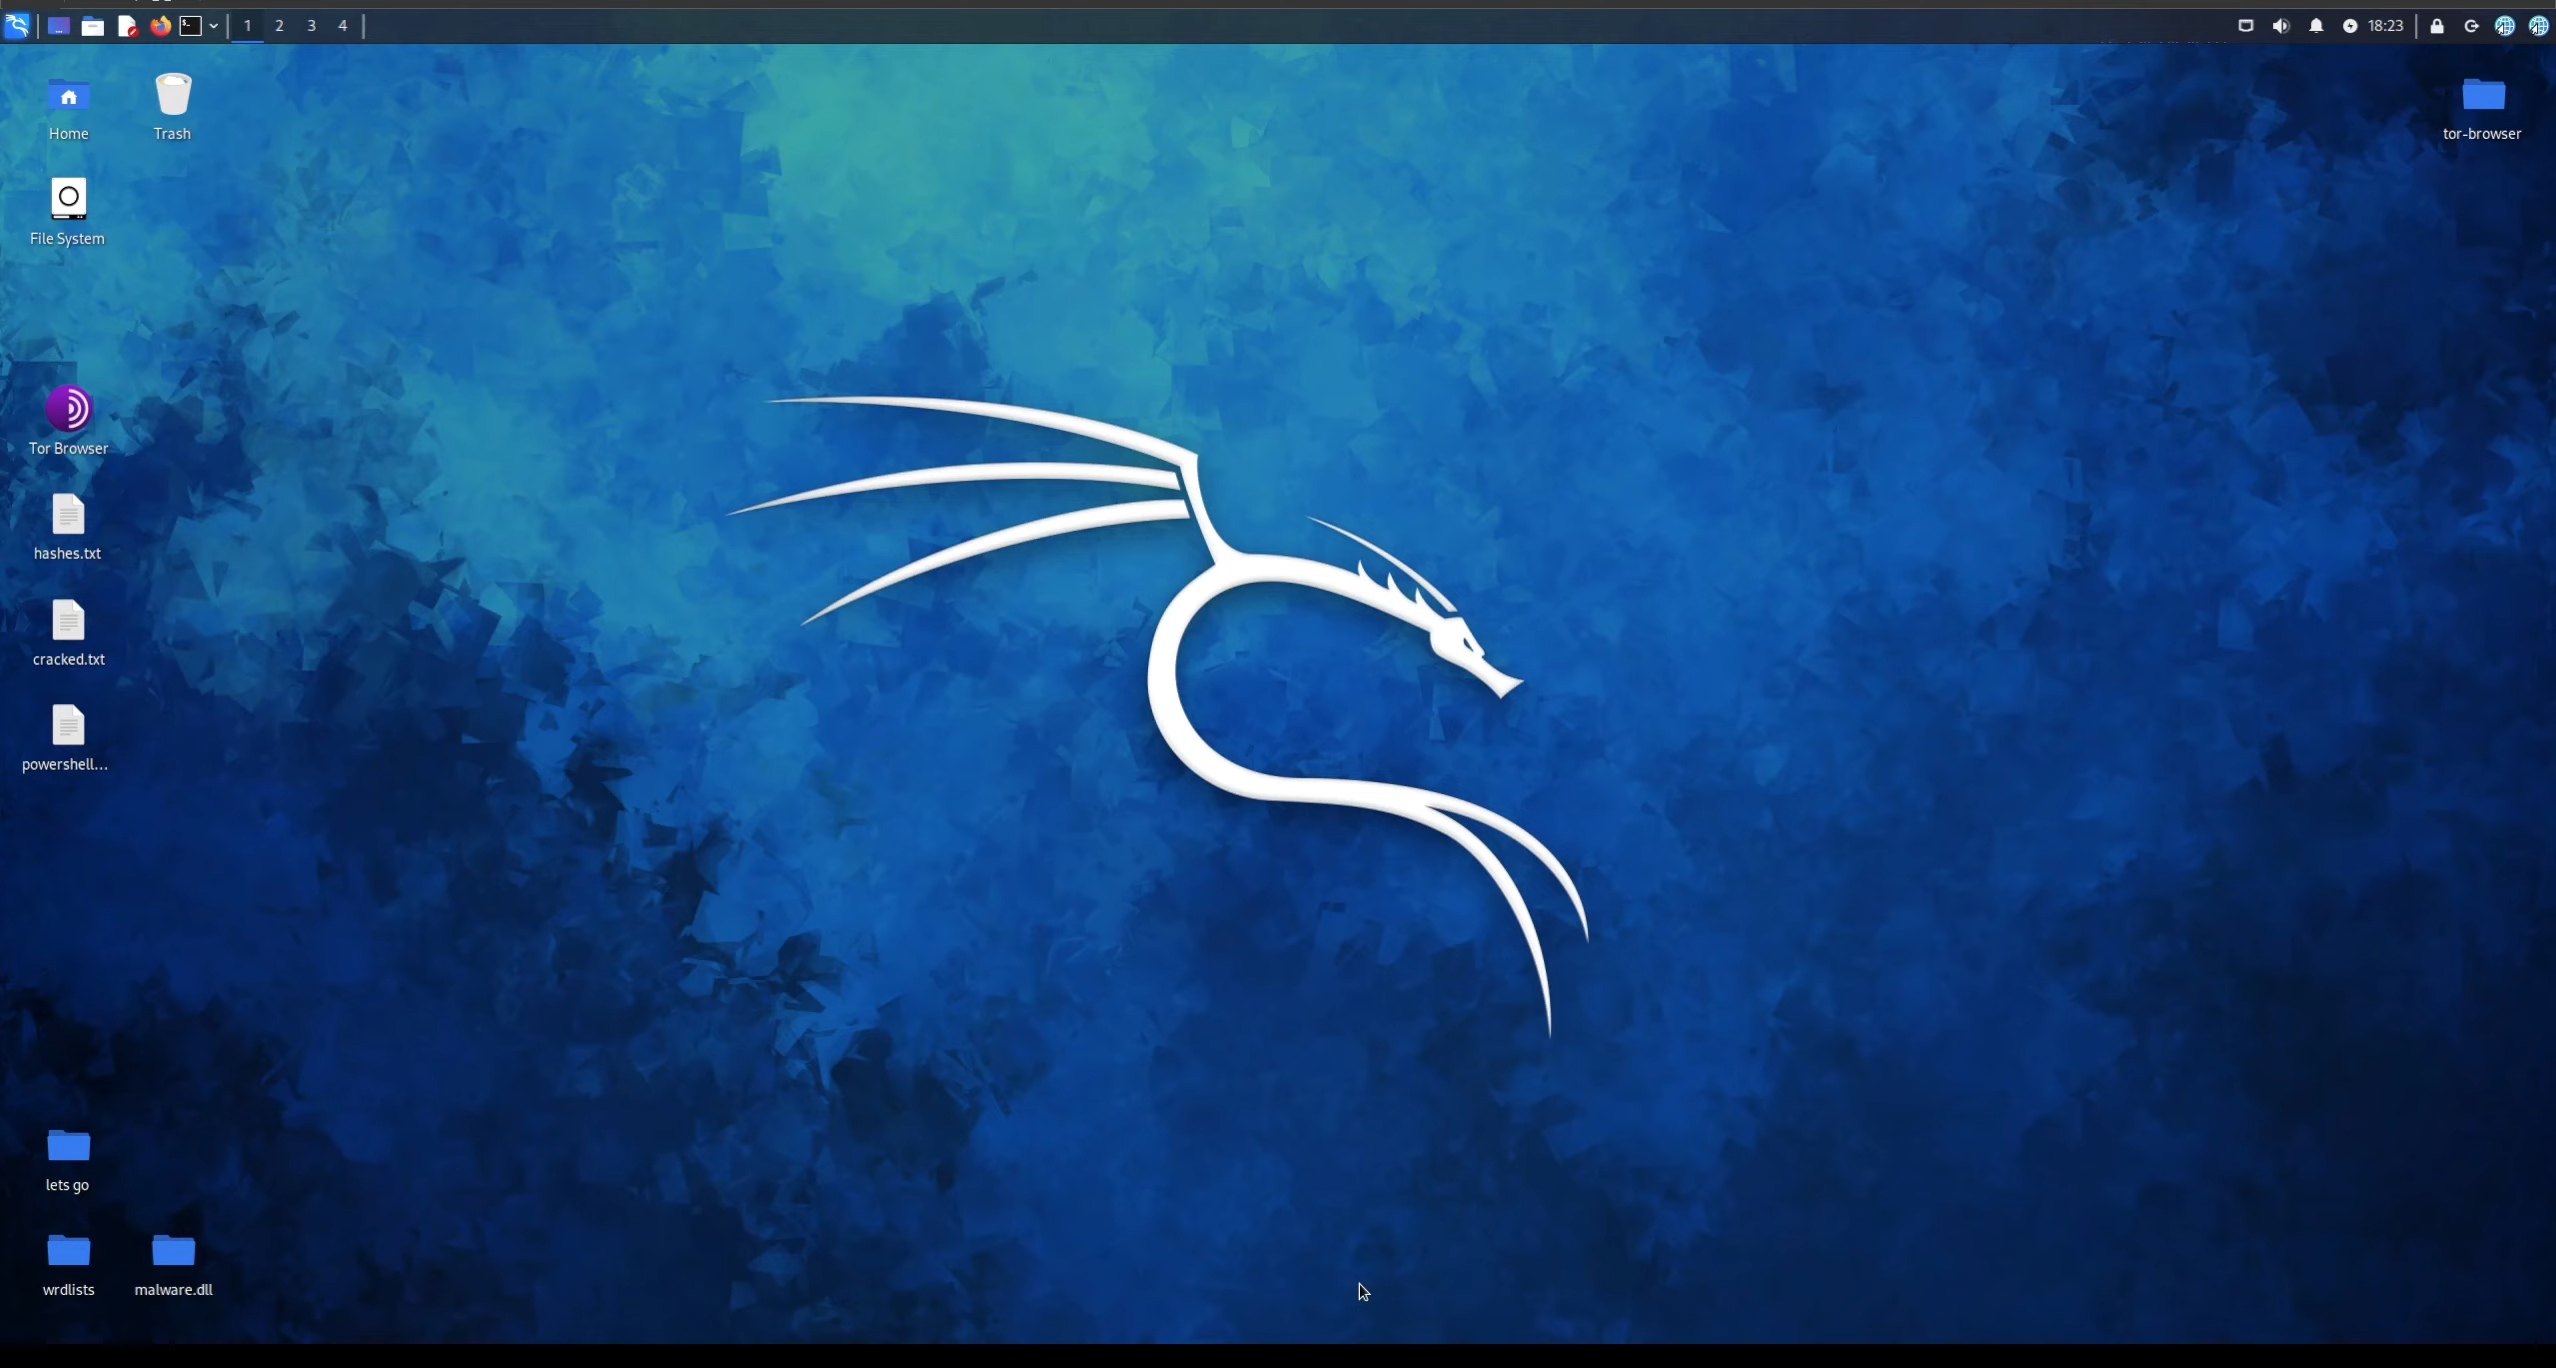 1 2 3 4 18:23
Home Trash tor-browser
File System
Tor Browser
hashes.txt
cracked.txt
powershell...
lets go
wrdlists malware.dll